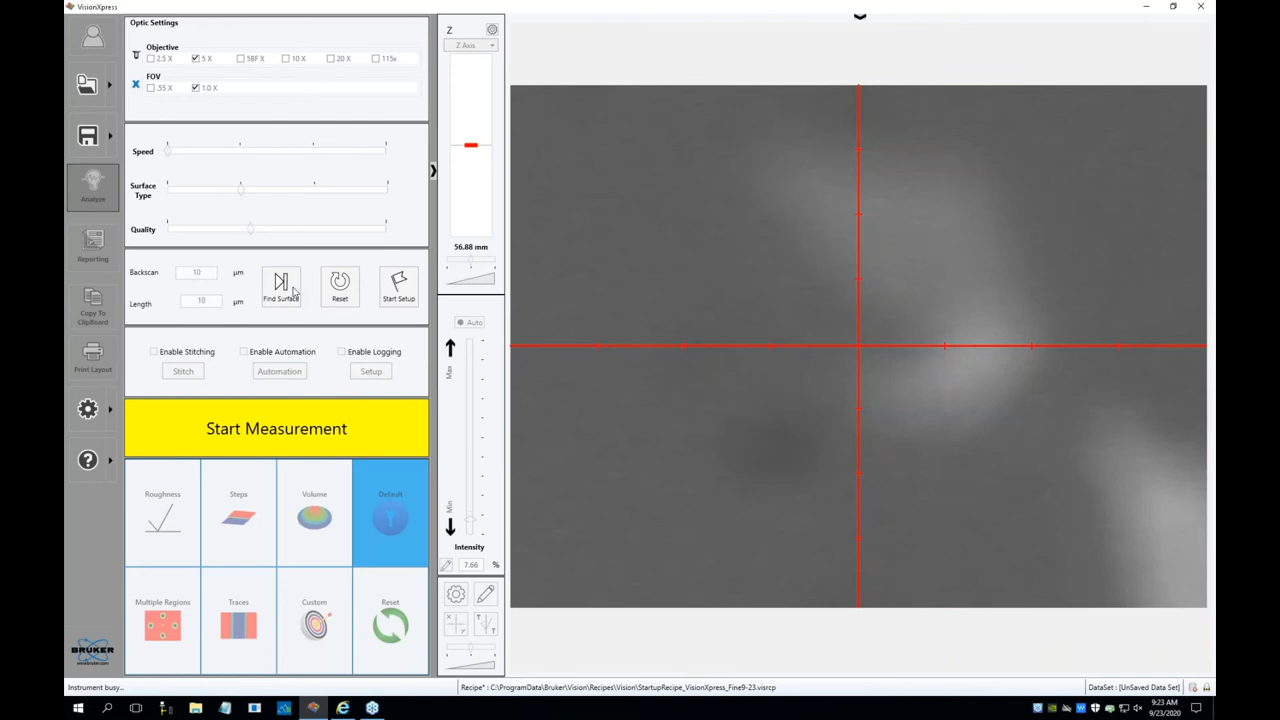 VisionXpress
Optic Settings
Objective
2.5 X 5 X 5BF X 10 X 20 X 115x
FOV
.55 X 1.0 X
Speed
Surface
Type
Quality
Backscan 10 µm
Length 10 µm
Find Surface
Reset
Start Setup
Enable Stitching Enable Automation Enable Logging
Stitch Automation Setup
Start Measurement
Roughness Steps Volume Default
Multiple Regions Traces Custom Reset
Analyze
Reporting
Copy To
ClipBoard
Print Layout
BRUKER
www.bruker.com
Z
Z Axis
56.88 mm
Auto
Max
Min
Intensity
7.66 %
X
Y
T
T
Instrument busy...
Recipe* : C:\ProgramData\Bruker\Vision\Recipes\Vision\StartupRecipe_VisionXpress_Fine9-23.visrcp
DataSet : [UnSaved Data Set]
9:23 AM
9/23/2020